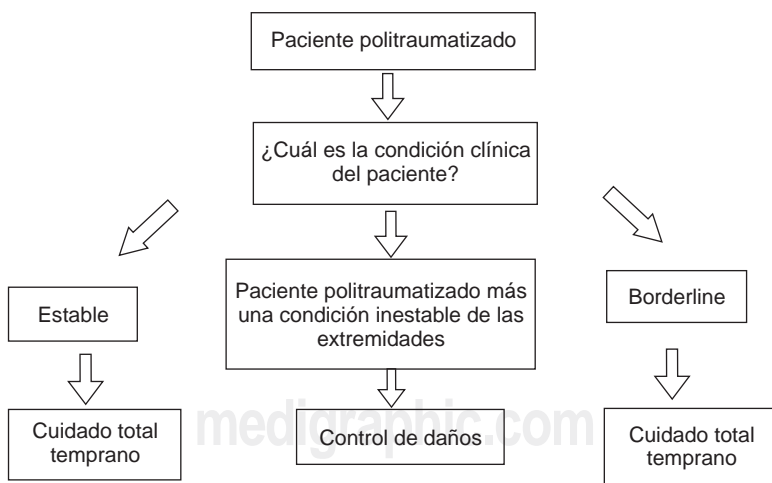 Paciente politraumatizado
¿Cuál es la condición clínica
del paciente?
Estable
Paciente politraumatizado más
una condición inestable de las
extremidades
Borderline
Cuidado total
temprano
medigraphic.com
Control de daños
Cuidado total
temprano